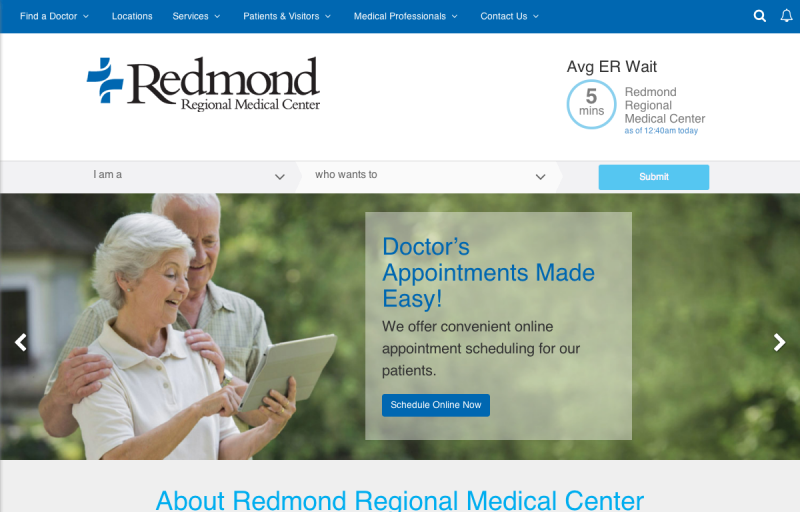 Find a Doctor
Locations
Services
Patients & Visitors
Medical Professionals
Contact Us
Redmond
Regional Medical Center
Avg ER Wait
5
mins
Redmond
Regional
Medical Center
as of 12:40am today
I am a
who wants to
Submit
Doctor’s
Appointments Made
Easy!
We offer convenient online
appointment scheduling for our
patients.
Schedule Online Now
About Redmond Regional Medical Center